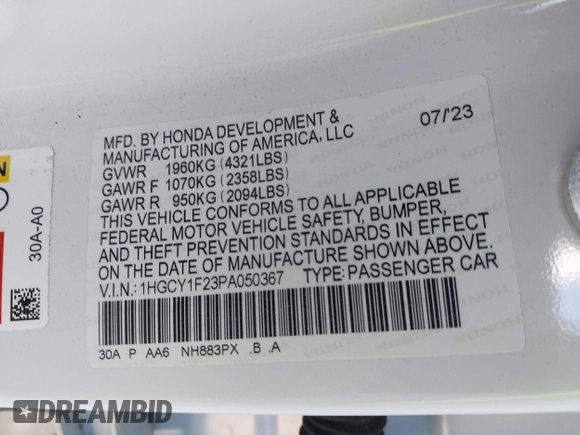 MFD. BY HONDA DEVELOPMENT & 07/23
MANUFACTURING OF AMERICA, LLC
GVWR 1960KG (4321LBS)
GAWR F 1070KG (2358LBS)
GAWR R 950KG (2094LBS)
THIS VEHICLE CONFORMS TO ALL APPLICABLE
FEDERAL MOTOR VEHICLE SAFETY, BUMPER,
AND THEFT PREVENTION STANDARDS IN EFFECT
ON THE DATE OF MANUFACTURE SHOWN ABOVE.
V.I.N.: 1HGCY1F23PA050367 TYPE: PASSENGER CAR
30A P AA6 NH883PX .B .A
30A-A0
DREAMBID